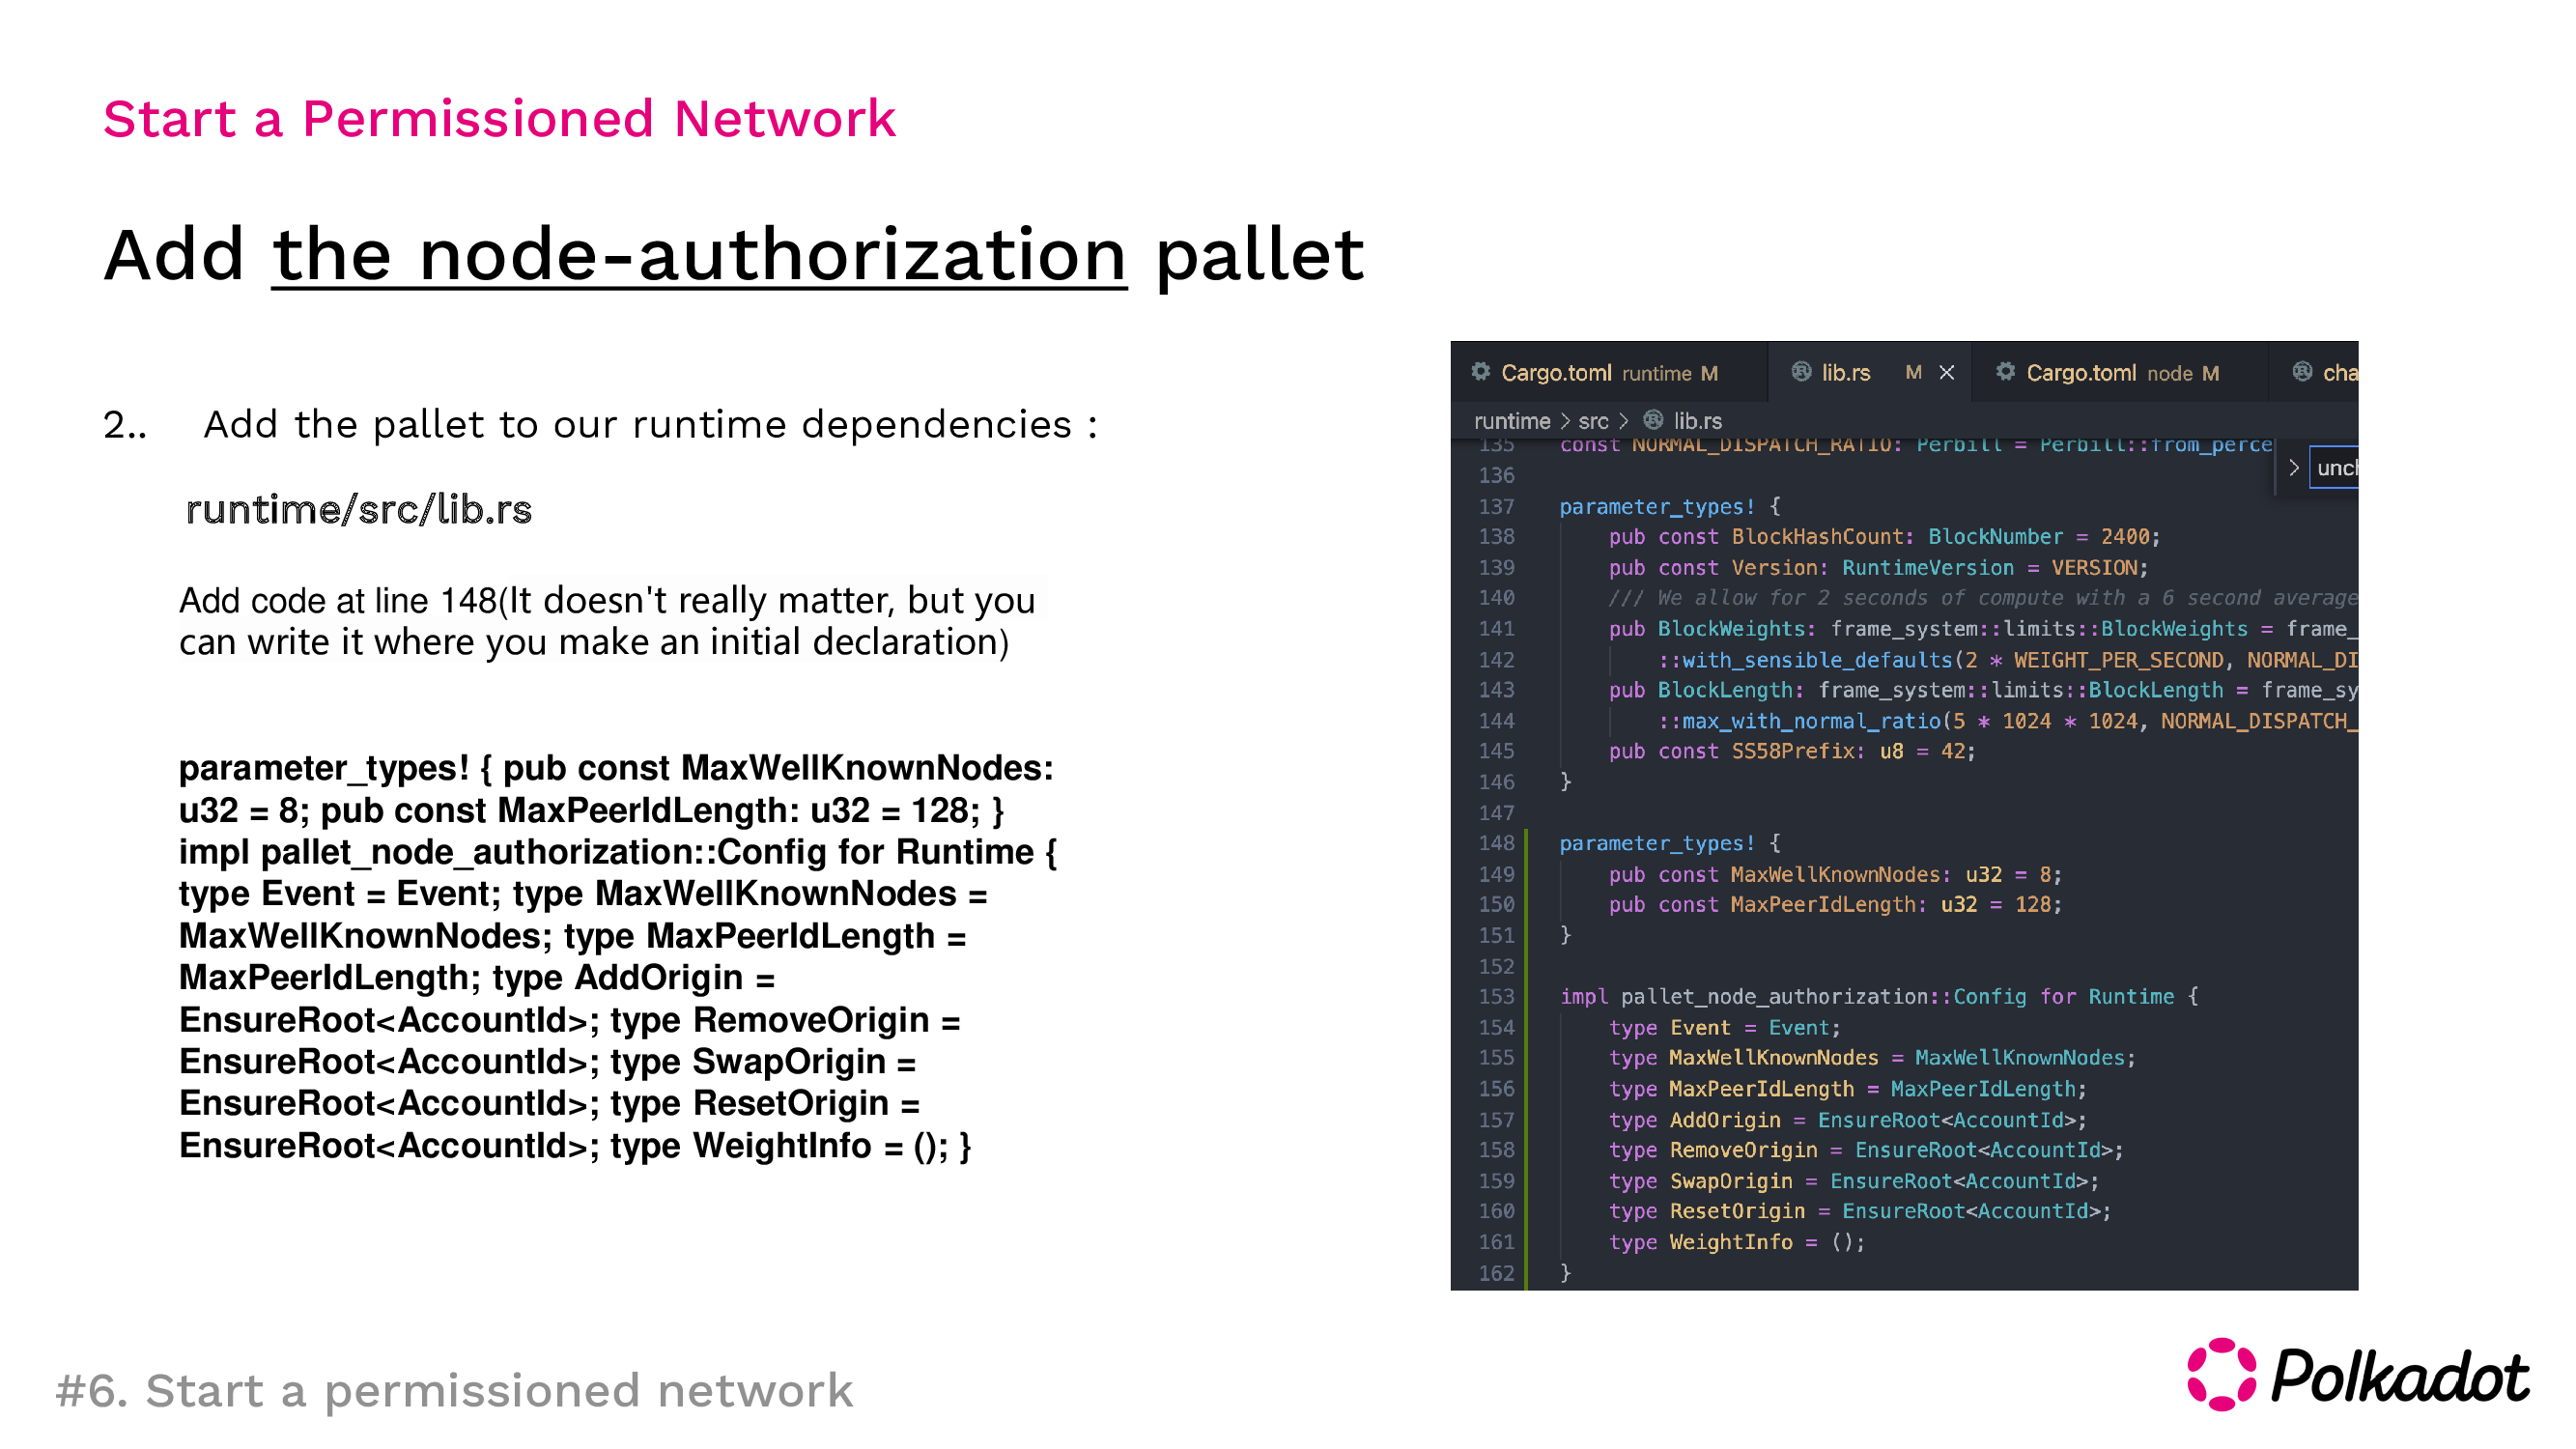 Start a Permissioned Network
Add the node-authorization pallet
2.. Add the pallet to our runtime dependencies :
runtime/src/lib.rs
Add code at line 148(It doesn't really matter, but you
can write it where you make an initial declaration)
parameter_types! { pub const MaxWellKnownNodes:
u32 = 8; pub const MaxPeerIdLength: u32 = 128; }
impl pallet_node_authorization::Config for Runtime {
type Event = Event; type MaxWellKnownNodes =
MaxWellKnownNodes; type MaxPeerIdLength =
MaxPeerIdLength; type AddOrigin =
EnsureRoot<AccountId>; type RemoveOrigin =
EnsureRoot<AccountId>; type SwapOrigin =
EnsureRoot<AccountId>; type ResetOrigin =
EnsureRoot<AccountId>; type WeightInfo = (); }
Cargo.toml runtime M lib.rs M Cargo.toml node M cha
runtime > src > lib.rs
135 const NORMAL_DISPATCH_RATIO: Perbill = Perbill::from_perce
> uncl
136
137 parameter_types! {
138 pub const BlockHashCount: BlockNumber = 2400;
139 pub const Version: RuntimeVersion = VERSION;
140 /// We allow for 2 seconds of compute with a 6 second average
141 pub BlockWeights: frame_system::limits::BlockWeights = frame_
142 ::with_sensible_defaults(2 * WEIGHT_PER_SECOND, NORMAL_DI
143 pub BlockLength: frame_system::limits::BlockLength = frame_sy
144 ::max_with_normal_ratio(5 * 1024 * 1024, NORMAL_DISPATCH_
145 pub const SS58Prefix: u8 = 42;
146 }
147
148 parameter_types! {
149 pub const MaxWellKnownNodes: u32 = 8;
150 pub const MaxPeerIdLength: u32 = 128;
151 }
152
153 impl pallet_node_authorization::Config for Runtime {
154 type Event = Event;
155 type MaxWellKnownNodes = MaxWellKnownNodes;
156 type MaxPeerIdLength = MaxPeerIdLength;
157 type AddOrigin = EnsureRoot<AccountId>;
158 type RemoveOrigin = EnsureRoot<AccountId>;
159 type SwapOrigin = EnsureRoot<AccountId>;
160 type ResetOrigin = EnsureRoot<AccountId>;
161 type WeightInfo = ();
162 }
#6. Start a permissioned network
Polkadot